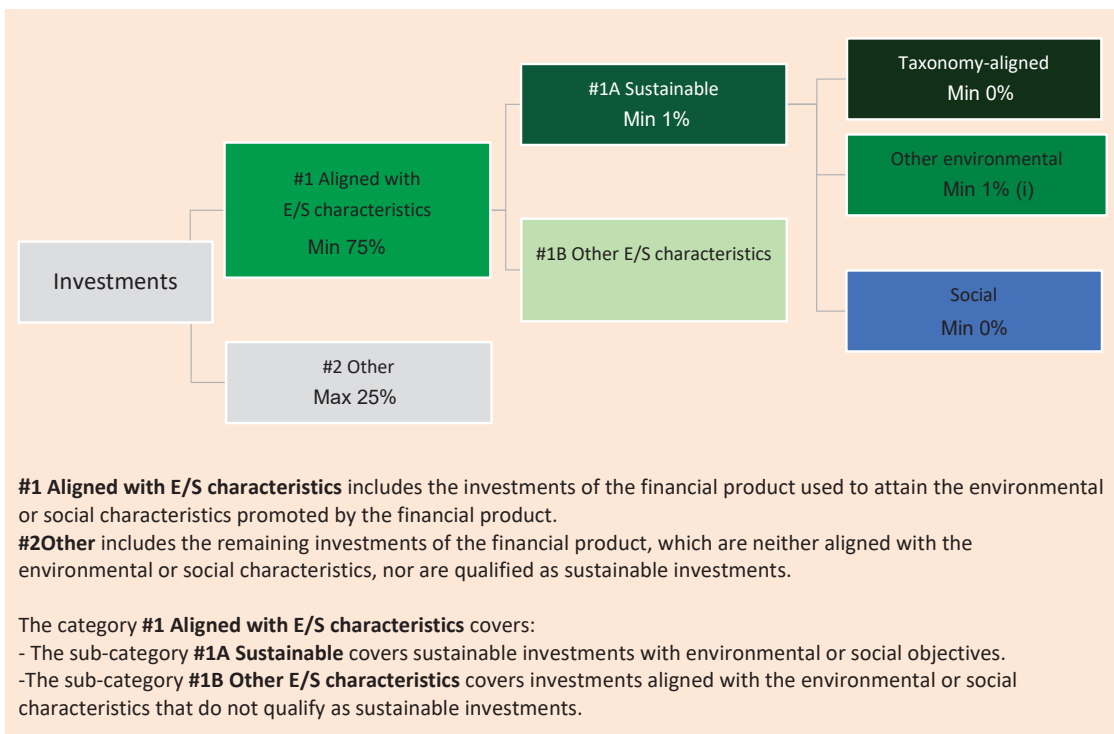 Investments
#1 Aligned with
E/S characteristics
Min 75%
#2 Other
Max 25%
#1A Sustainable
Min 1%
#1B Other E/S characteristics
Taxonomy-aligned
Min 0%
Other environmental
Min 1% (i)
Social
Min 0%
#1 Aligned with E/S characteristics includes the investments of the financial product used to attain the environmental
or social characteristics promoted by the financial product.
#2Other includes the remaining investments of the financial product, which are neither aligned with the
environmental or social characteristics, nor are qualified as sustainable investments.
The category #1 Aligned with E/S characteristics covers:
- The sub-category #1A Sustainable covers sustainable investments with environmental or social objectives.
-The sub-category #1B Other E/S characteristics covers investments aligned with the environmental or social
characteristics that do not qualify as sustainable investments.